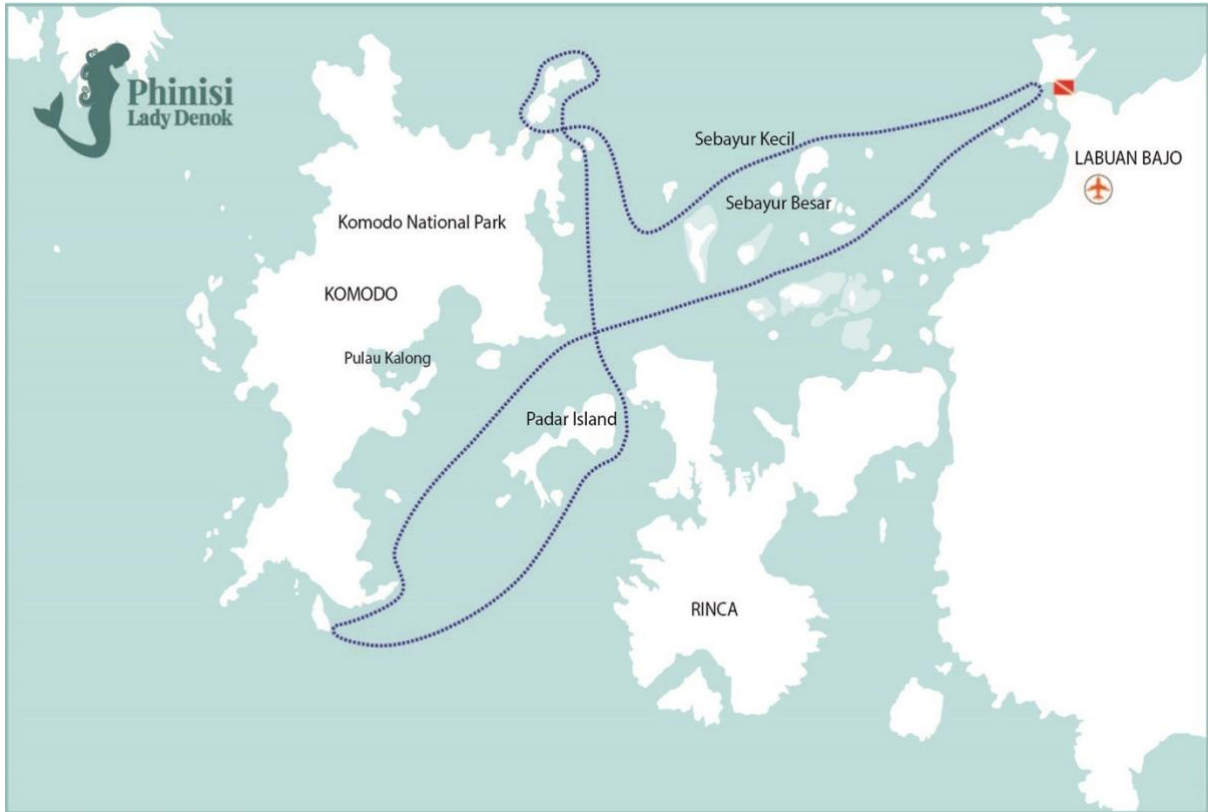 Phinisi
Lady Denok
Sebayur Kecil
LABUAN BAJO
Sebayur Besar
Komodo National Park
KOMODO
Pulau Kalong
Padar Island
RINCA